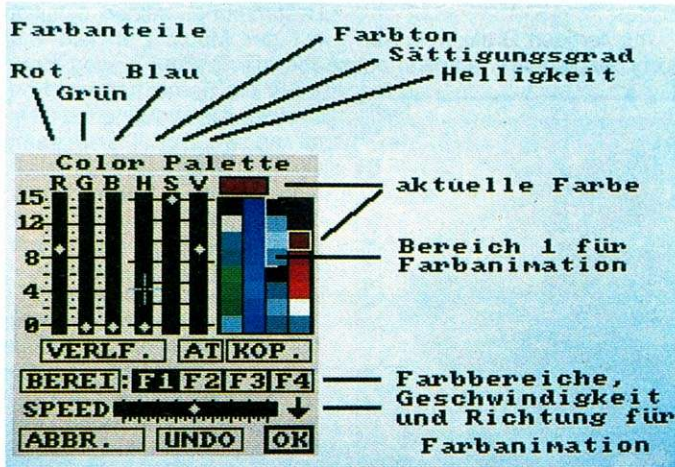 Farbanteile
Farbton
Sättigungsgrad
Helligkeit
Rot
Blau
Grün
Color Palette
R G B H S V
aktuelle Farbe
15
12
8
4
0
Bereich 1 für
Farbanimation
VERLF. AT KOP.
BEREI: F1 F2 F3 F4
SPEED
ABBR. UNDO OK
Farbbereiche,
Geschwindigkeit
und Richtung für
Farbanimation